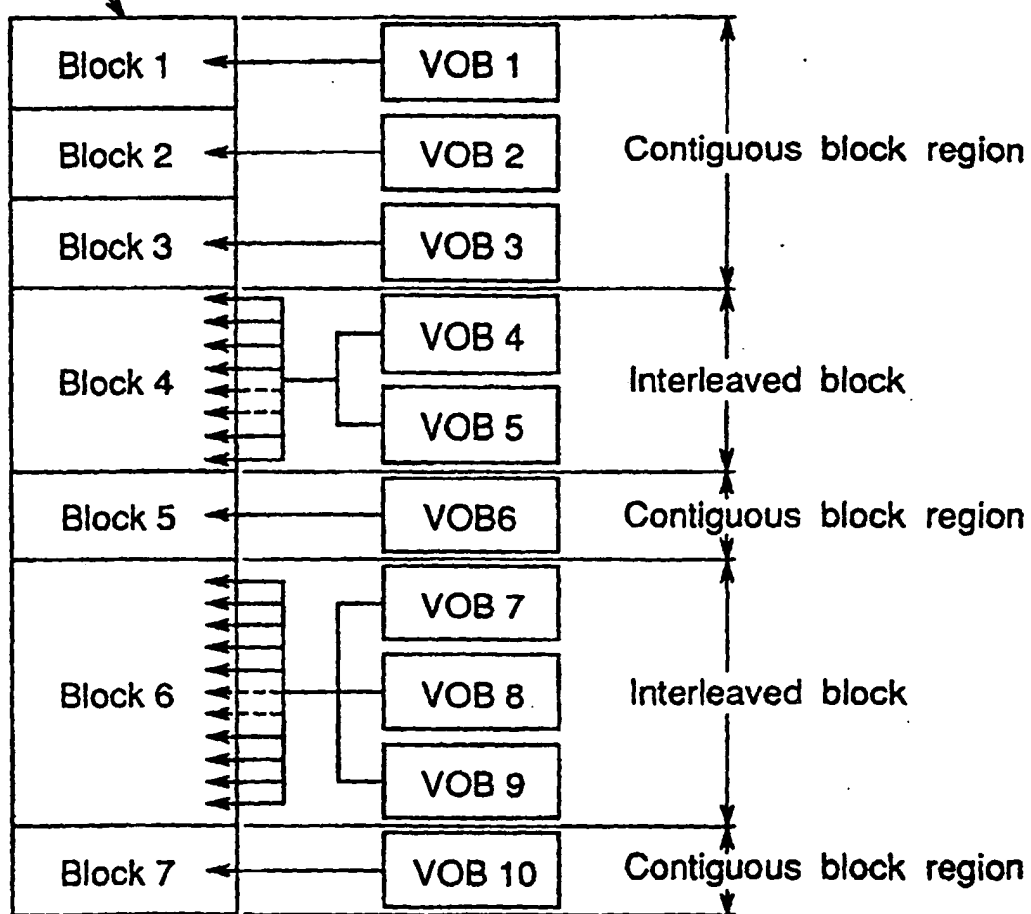 Block 1
VOB 1
Block 2
VOB 2
Contiguous block region
Block 3
VOB 3
VOB 4
Block 4
Interleaved block
VOB 5
Block 5
VOB6
Contiguous block region
VOB 7
Block 6
VOB 8
Interleaved block
VOB 9
Block 7
VOB 10
Contiguous block region